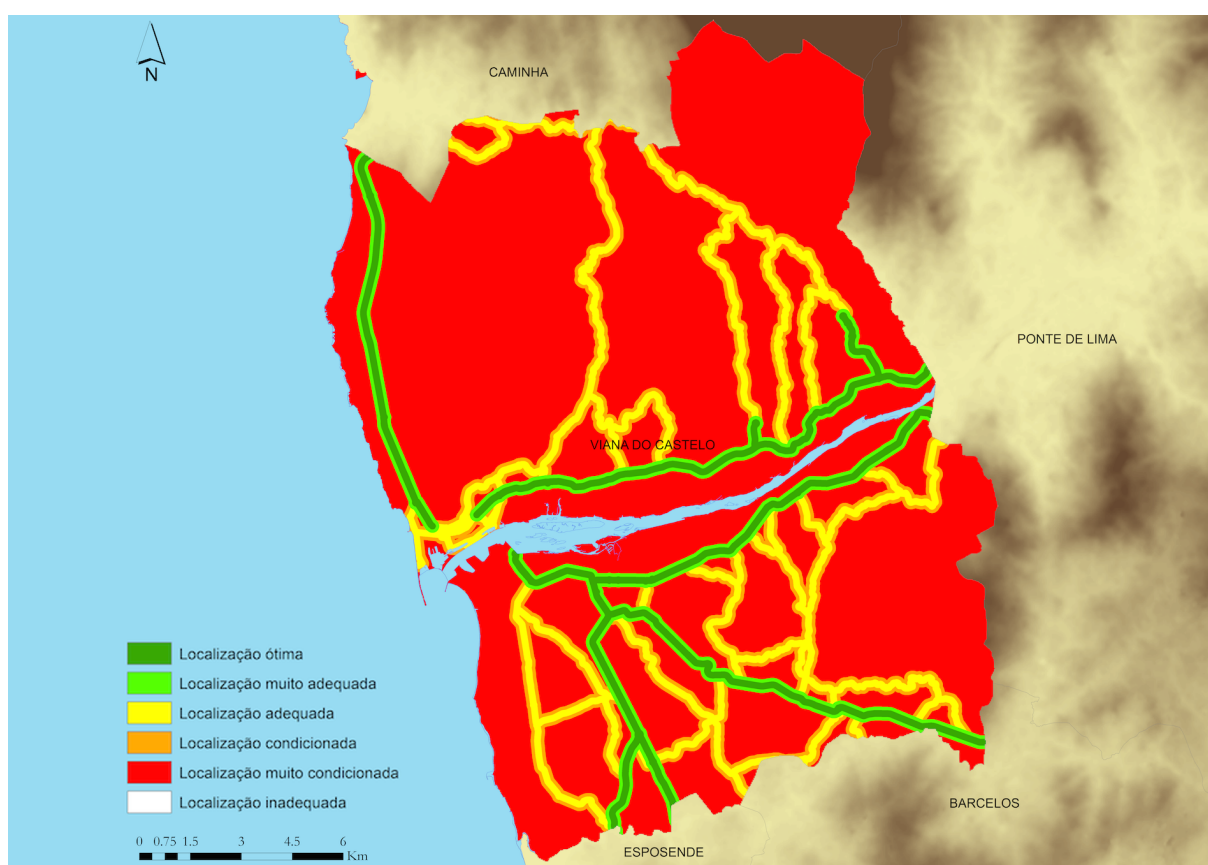 N
CAMINHA
PONTE DE LIMA
VIANA DO CASTELO
Localização ótima
Localização muito adequada
Localização adequada
Localização condicionada
Localização muito condicionada
Localização inadequada
BARCELOS
0 0.75 1.5 3 4.5 6
Km
ESPOSENDE